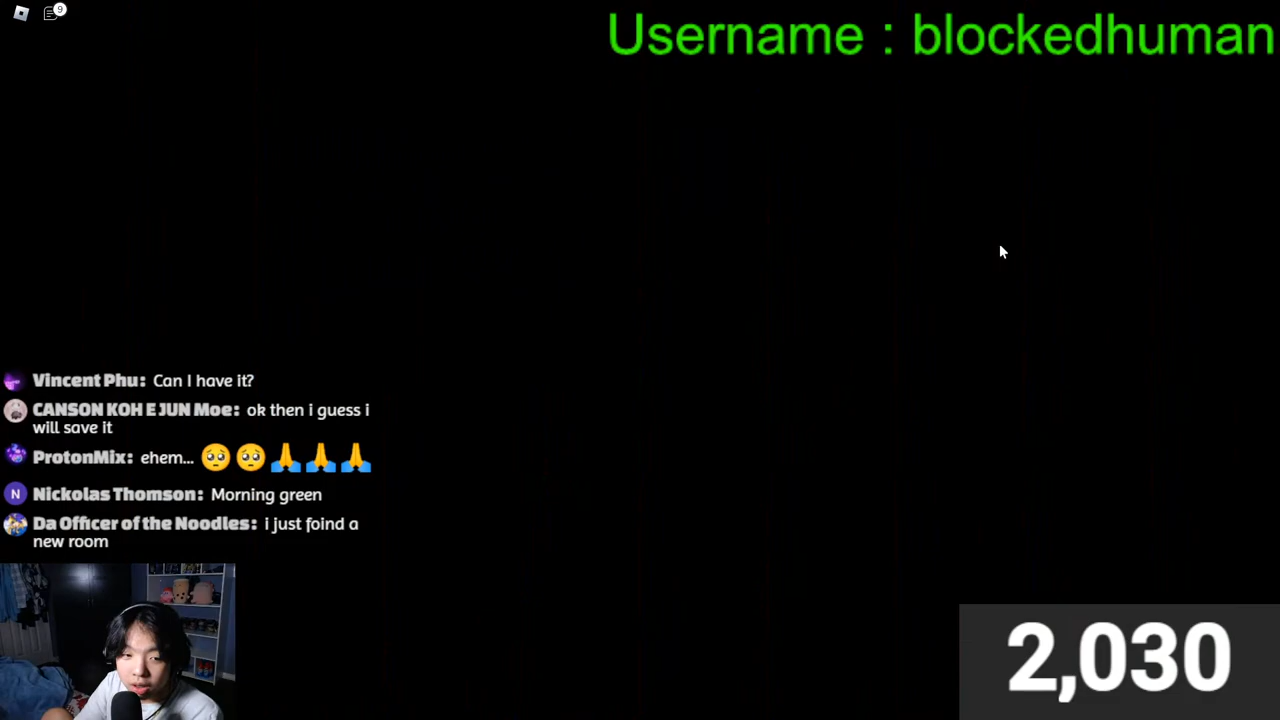 9
Username : blockedhuman
Vincent Phu: Can I have it?
CANSON KOH E JUN Moe: ok then i guess i
will save it
ProtonMix: ehem... 🥺🥺🙏🙏🙏
N
Nickolas Thomson: Morning green
Da Officer of the Noodles: i just foind a
new room
2,030